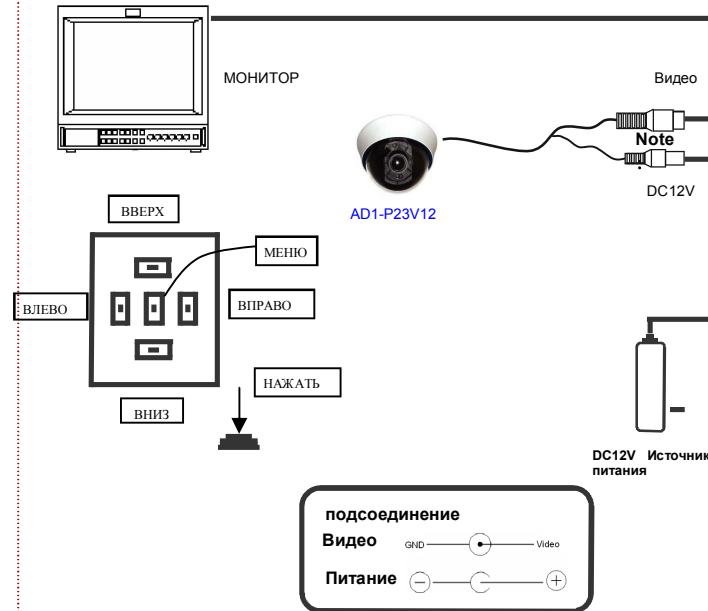 МОНИТОР
Видео
Note
DC12V
AD1-P23V12
ВВЕРХ
МЕНЮ
ВЛЕВО
ВПРАВО
НАЖАТЬ
ВНИЗ
DC12V Источник
питания
подсоединение
Видео GND Video
Питание − +